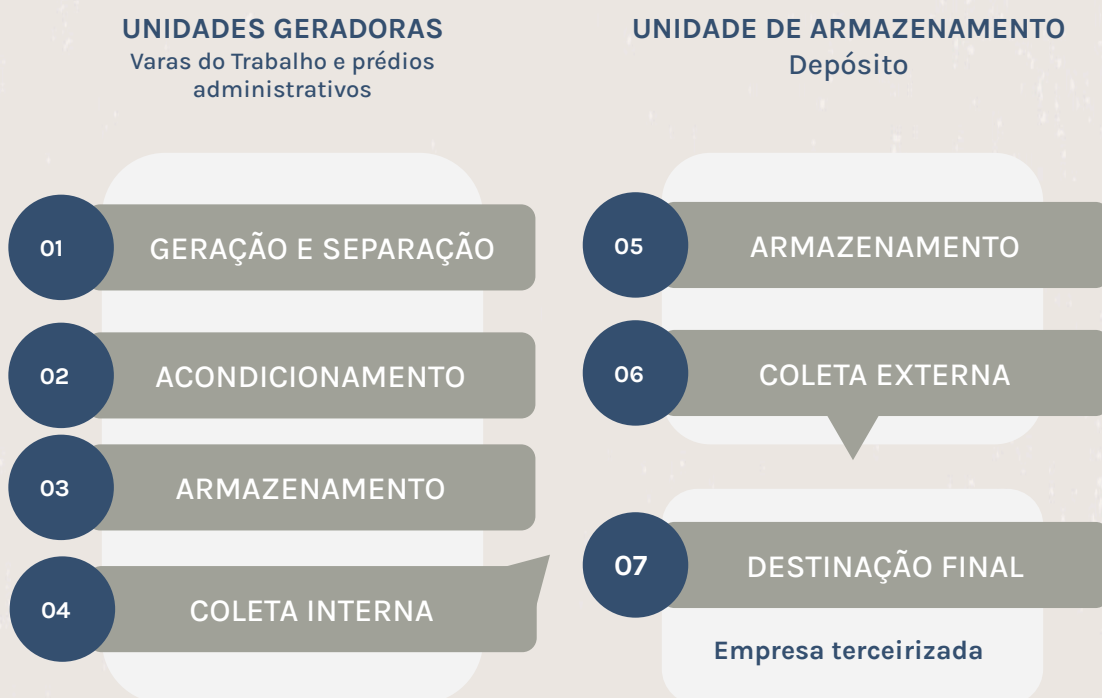 UNIDADES GERADORAS
Varas do Trabalho e prédios
administrativos
01
GERAÇÃO E SEPARAÇÃO
02
ACONDICIONAMENTO
03
ARMAZENAMENTO
04
COLETA INTERNA
UNIDADE DE ARMAZENAMENTO
Depósito
05
ARMAZENAMENTO
06
COLETA EXTERNA
07
DESTINAÇÃO FINAL
Empresa terceirizada